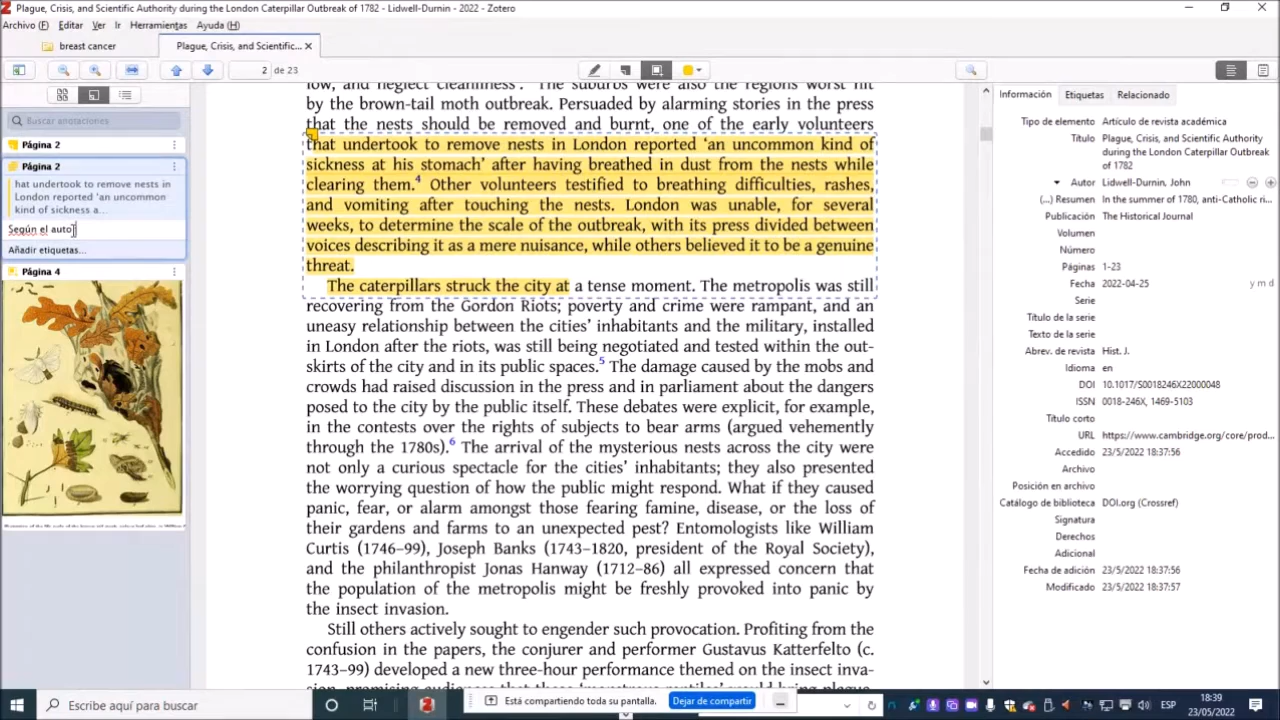 Plague, Crisis, and Scientific Authority during the London Caterpillar Outbreak of 1782 - Lidwell-Durnin - 2022 - Zotero
Archivo (F) Editar Ver Ir Herramientas Ayuda (H)
breast cancer
Plague, Crisis, and Scientific...
2 de 23
Buscar anotaciones
Página 2
Página 2
hat undertook to remove nests in
London reported 'an uncommon
kind of sickness a...
Según el auto
Añadir etiquetas...
Página 4
low, and neglect cleanliness'. The suburbs were also the regions worst hit
by the brown-tail moth outbreak. Persuaded by alarming stories in the press
that the nests should be removed and burnt, one of the early volunteers
that undertook to remove nests in London reported 'an uncommon kind of
sickness at his stomach' after having breathed in dust from the nests while
clearing them.4 Other volunteers testified to breathing difficulties, rashes,
and vomiting after touching the nests. London was unable, for several
weeks, to determine the scale of the outbreak, with its press divided between
voices describing it as a mere nuisance, while others believed it to be a genuine
threat.
The caterpillars struck the city at a tense moment. The metropolis was still
recovering from the Gordon Riots; poverty and crime were rampant, and an
uneasy relationship between the cities' inhabitants and the military, installed
in London after the riots, was still being negotiated and tested within the out-
skirts of the city and in its public spaces.5 The damage caused by the mobs and
crowds had raised discussion in the press and in parliament about the dangers
posed to the city by the public itself. These debates were explicit, for example,
in the contests over the rights of subjects to bear arms (argued vehemently
through the 1780s).6 The arrival of the mysterious nests across the city were
not only a curious spectacle for the cities' inhabitants; they also presented
the worrying question of how the public might respond. What if they caused
panic, fear, or alarm amongst those fearing famine, disease, or the loss of
their gardens and farms to an unexpected pest? Entomologists like William
Curtis (1746–99), Joseph Banks (1743–1820, president of the Royal Society),
and the philanthropist Jonas Hanway (1712–86) all expressed concern that
the population of the metropolis might be freshly provoked into panic by
the insect invasion.
Still others actively sought to engender such provocation. Profiting from the
confusion in the papers, the conjurer and performer Gustavus Katterfelto (c.
1743–99) developed a new three-hour performance themed on the insect inva-
Información Etiquetas Relacionado
Tipo de elemento Artículo de revista académica
Título Plague, Crisis, and Scientific Authority
during the London Caterpillar Outbreak
of 1782
Autor Lidwell-Durnin, John
(...) Resumen In the summer of 1780, anti-Catholic ri...
Publicación The Historical Journal
Volumen
Número
Páginas 1-23
Fecha 2022-04-25 y m d
Serie
Título de la serie
Texto de la serie
Abrev. de revista Hist. J.
Idioma en
DOI 10.1017/S0018246X22000048
ISSN 0018-246X, 1469-5103
Título corto
URL https://www.cambridge.org/core/prod...
Accedido 23/5/2022 18:37:56
Archivo
Posición en archivo
Catálogo de biblioteca DOI.org (Crossref)
Signatura
Derechos
Adicional
Fecha de adición 23/5/2022 18:37:56
Modificado 23/5/2022 18:37:57
Escribe aquí para buscar
Está compartiendo toda su pantalla.
Dejar de compartir
ESP
18:39
23/05/2022